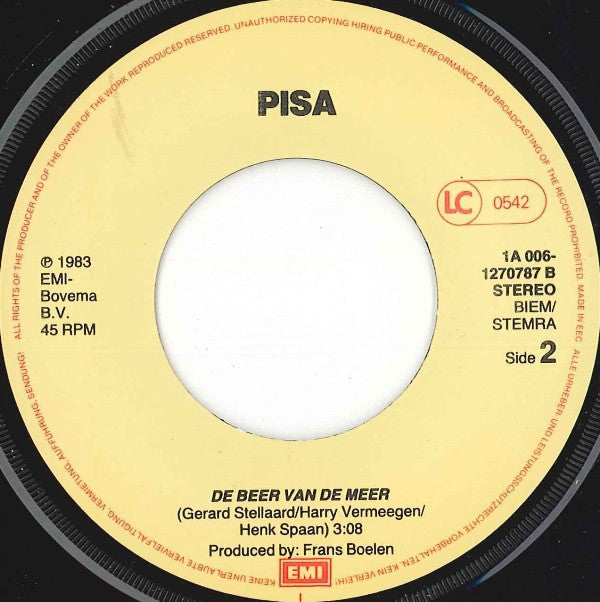 ALL RIGHTS OF THE PRODUCER AND OF THE OWNER OF THE WORK REPRODUCED RESERVED. UNAUTHORIZED COPYING HIRING PUBLIC PERFORMANCE AND BROADCASTING OF THE RECORD PROHIBITED. MADE IN EEC
PISA
LC 0542
℗ 1983
EMI-
Bovema
B.V.
45 RPM
1A 006-
1270787 B
STEREO
BIEM/
STEMRA
Side 2
DE BEER VAN DE MEER
(Gerard Stellaard/Harry Vermeegen/
Henk Spaan) 3:08
Produced by: Frans Boelen
EMI
ALLE URHEBER UND LEISTUNGSSCHUTZRECHTE VORBEHALTEN. KEIN VERLEIH! KEINE UNERLAUBTE VERVIELFÄLTIGUNG, VERMIETUNG, AUFFÜHRUNG, SENDUNG!